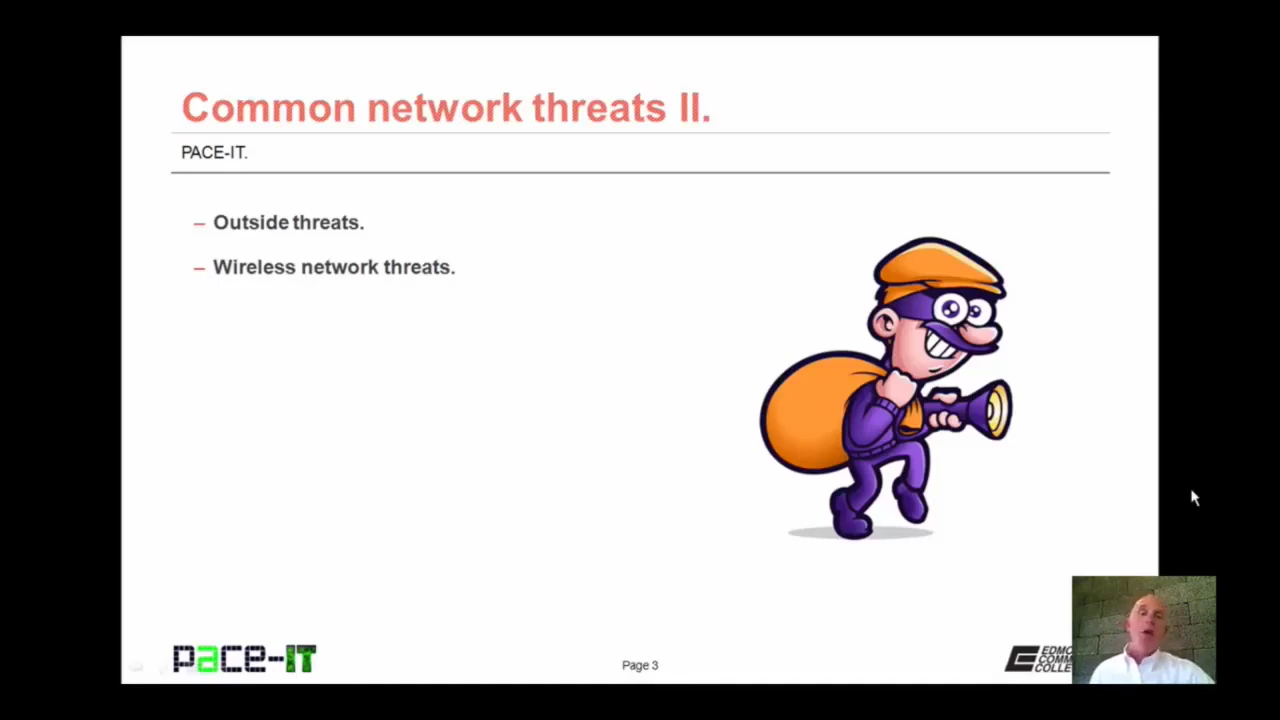 Common network threats II.
PACE-IT.
– Outside threats.
– Wireless network threats.
pace-IT
Page 3